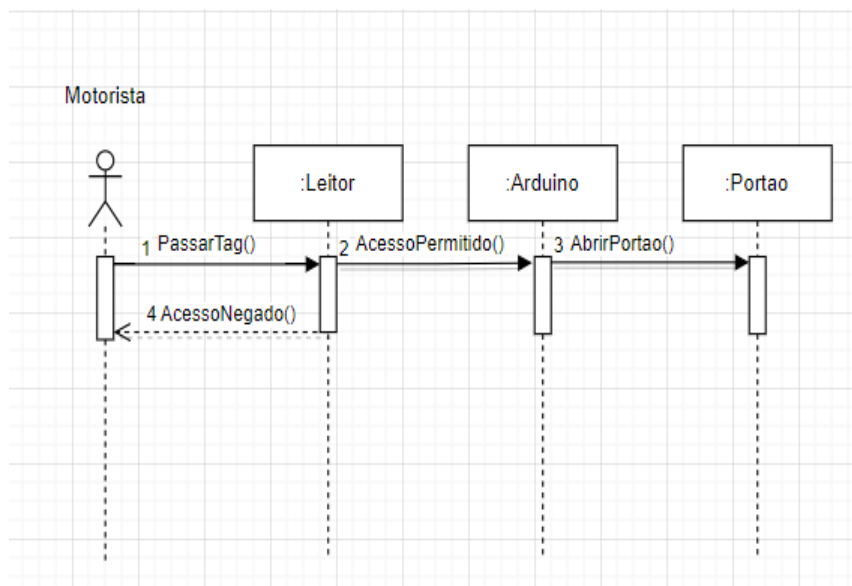 Motorista
:Leitor
:Arduino
:Portao
1 PassarTag()
2 AcessoPermitido()
3 AbrirPortao()
4 AcessoNegado()